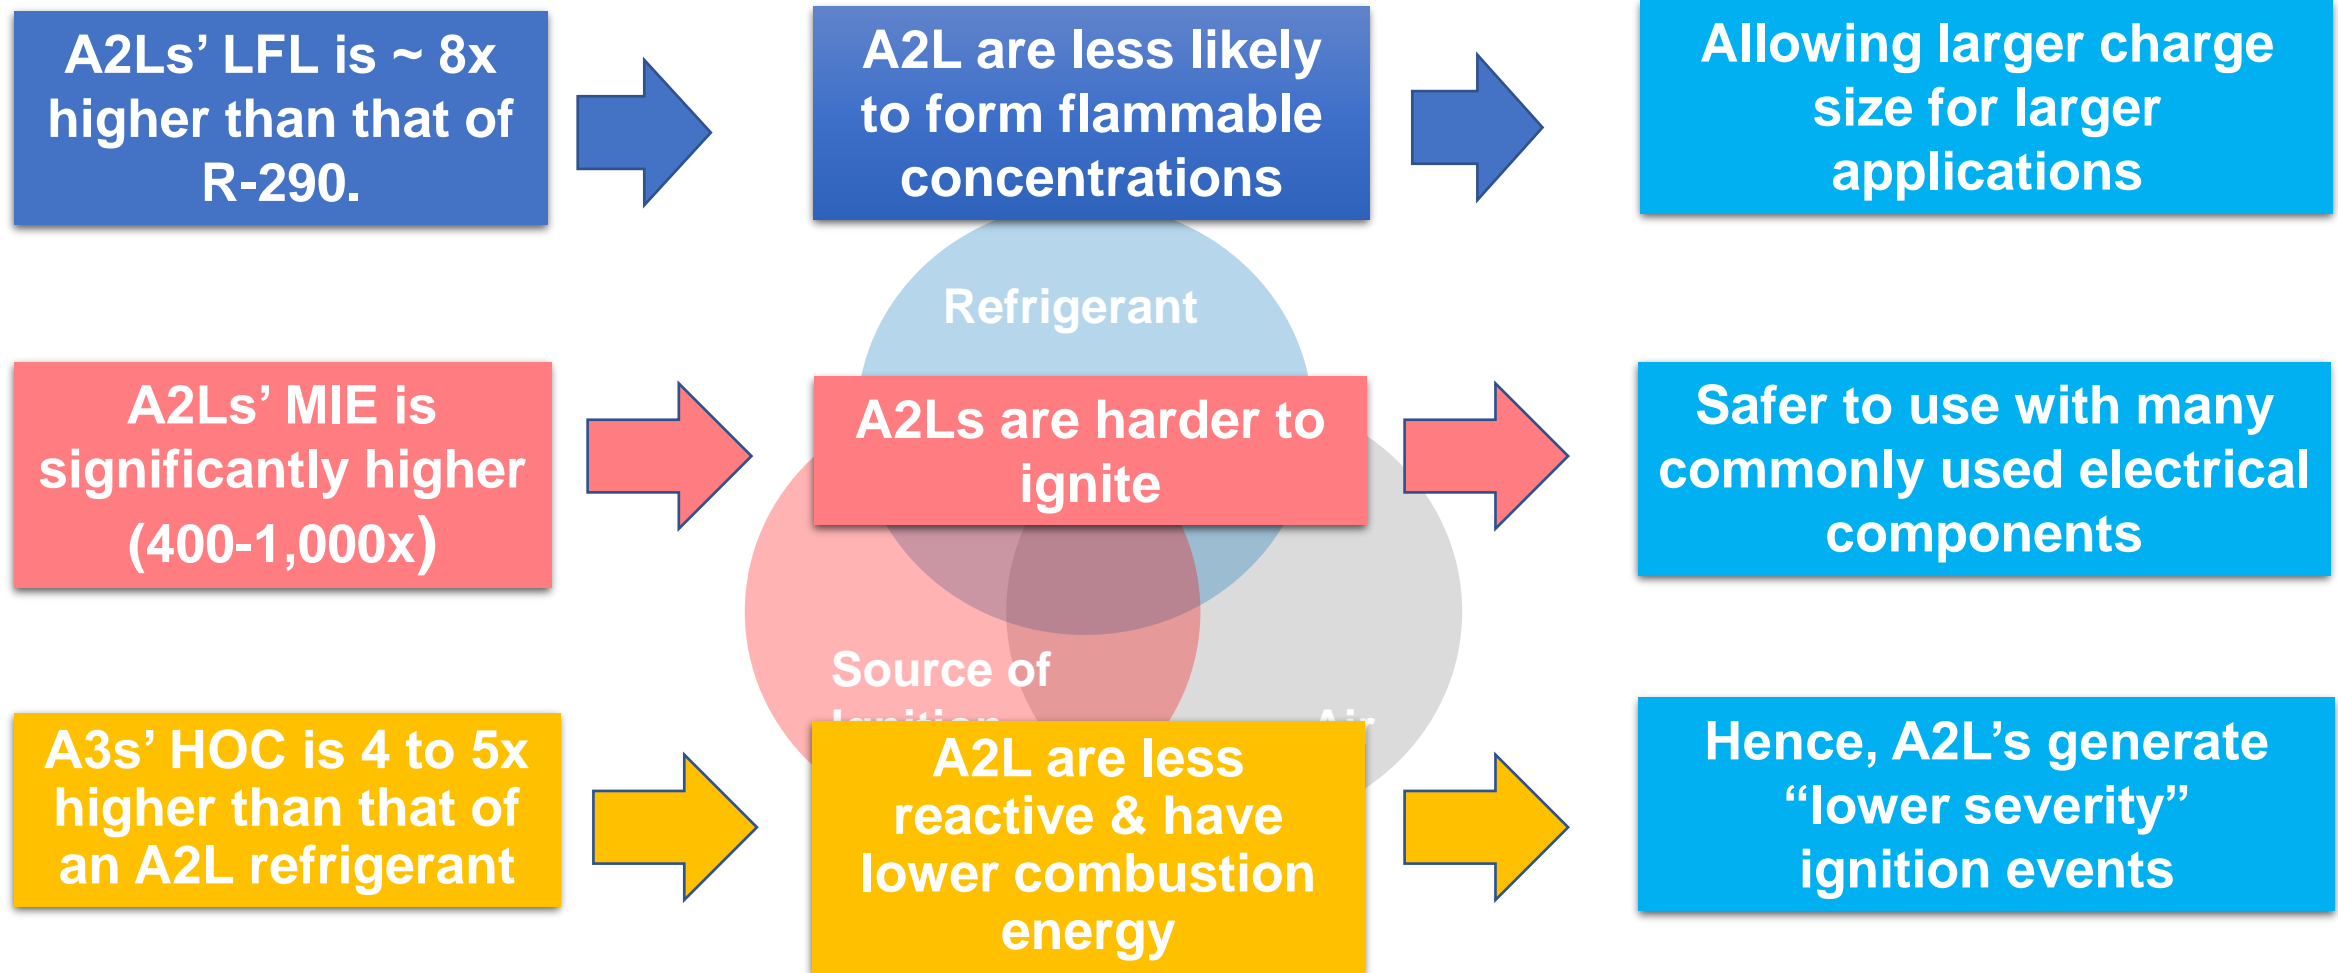 A2Ls’ LFL is ~ 8x
higher than that of
R-290.
A2L are less likely
to form flammable
concentrations
Allowing larger charge
size for larger
applications
Refrigerant
A2Ls’ MIE is
significantly higher
(400-1,000x)
A2Ls are harder to
ignite
Safer to use with many
commonly used electrical
components
Source of
Ignition
Air
A3s’ HOC is 4 to 5x
higher than that of
an A2L refrigerant
A2L are less
reactive & have
lower combustion
energy
Hence, A2L’s generate
“lower severity”
ignition events